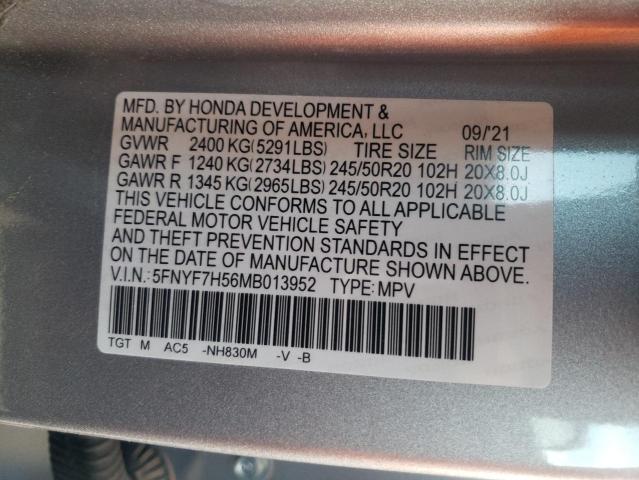 MFD. BY HONDA DEVELOPMENT &
MANUFACTURING OF AMERICA, LLC 09/'21
GVWR 2400 KG(5291LBS) TIRE SIZE RIM SIZE
GAWR F 1240 KG(2734LBS) 245/50R20 102H 20X8.0J
GAWR R 1345 KG(2965LBS) 245/50R20 102H 20X8.0J
THIS VEHICLE CONFORMS TO ALL APPLICABLE
FEDERAL MOTOR VEHICLE SAFETY
AND THEFT PREVENTION STANDARDS IN EFFECT
ON THE DATE OF MANUFACTURE SHOWN ABOVE.
V.I.N.: 5FNYF7H56MB013952 TYPE: MPV
TGT M AC5 -NH830M -V -B